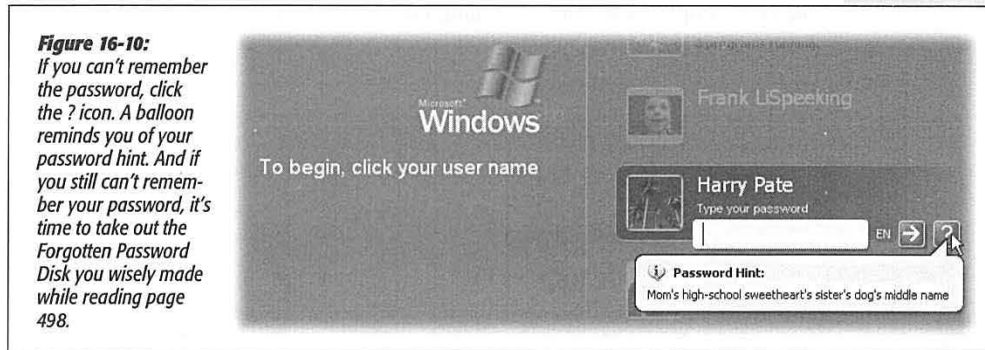 Figure 16-10:
If you can't remember
the password, click
the ? icon. A balloon
reminds you of your
password hint. And if
you still can't remem-
ber your password, it's
time to take out the
Forgotten Password
Disk you wisely made
while reading page
498.
Microsoft
Windows
To begin, click your user name
programs running.
Frank LiSpeeking
Harry Pate
Type your password
EN
?
Password Hint:
Mom's high-school sweetheart's sister's dog's middle name